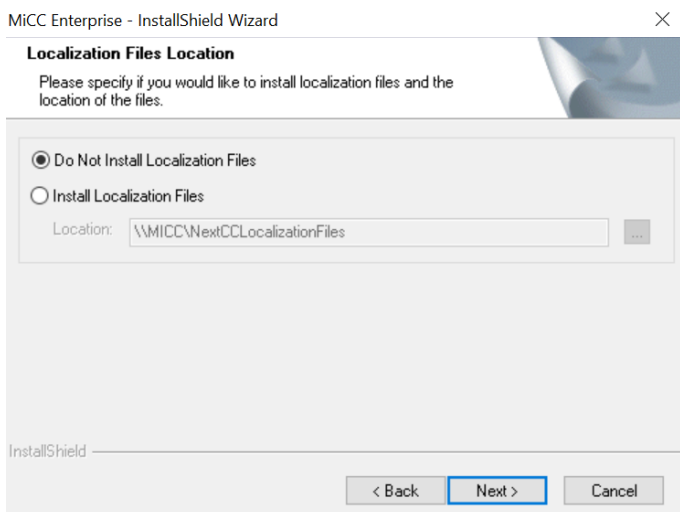 MiCC Enterprise - InstallShield Wizard
Localization Files Location
Please specify if you would like to install localization files and the
location of the files.
Do Not Install Localization Files
Install Localization Files
Location: \\MICC\NextCCLocalizationFiles ...
InstallShield
< Back Next > Cancel